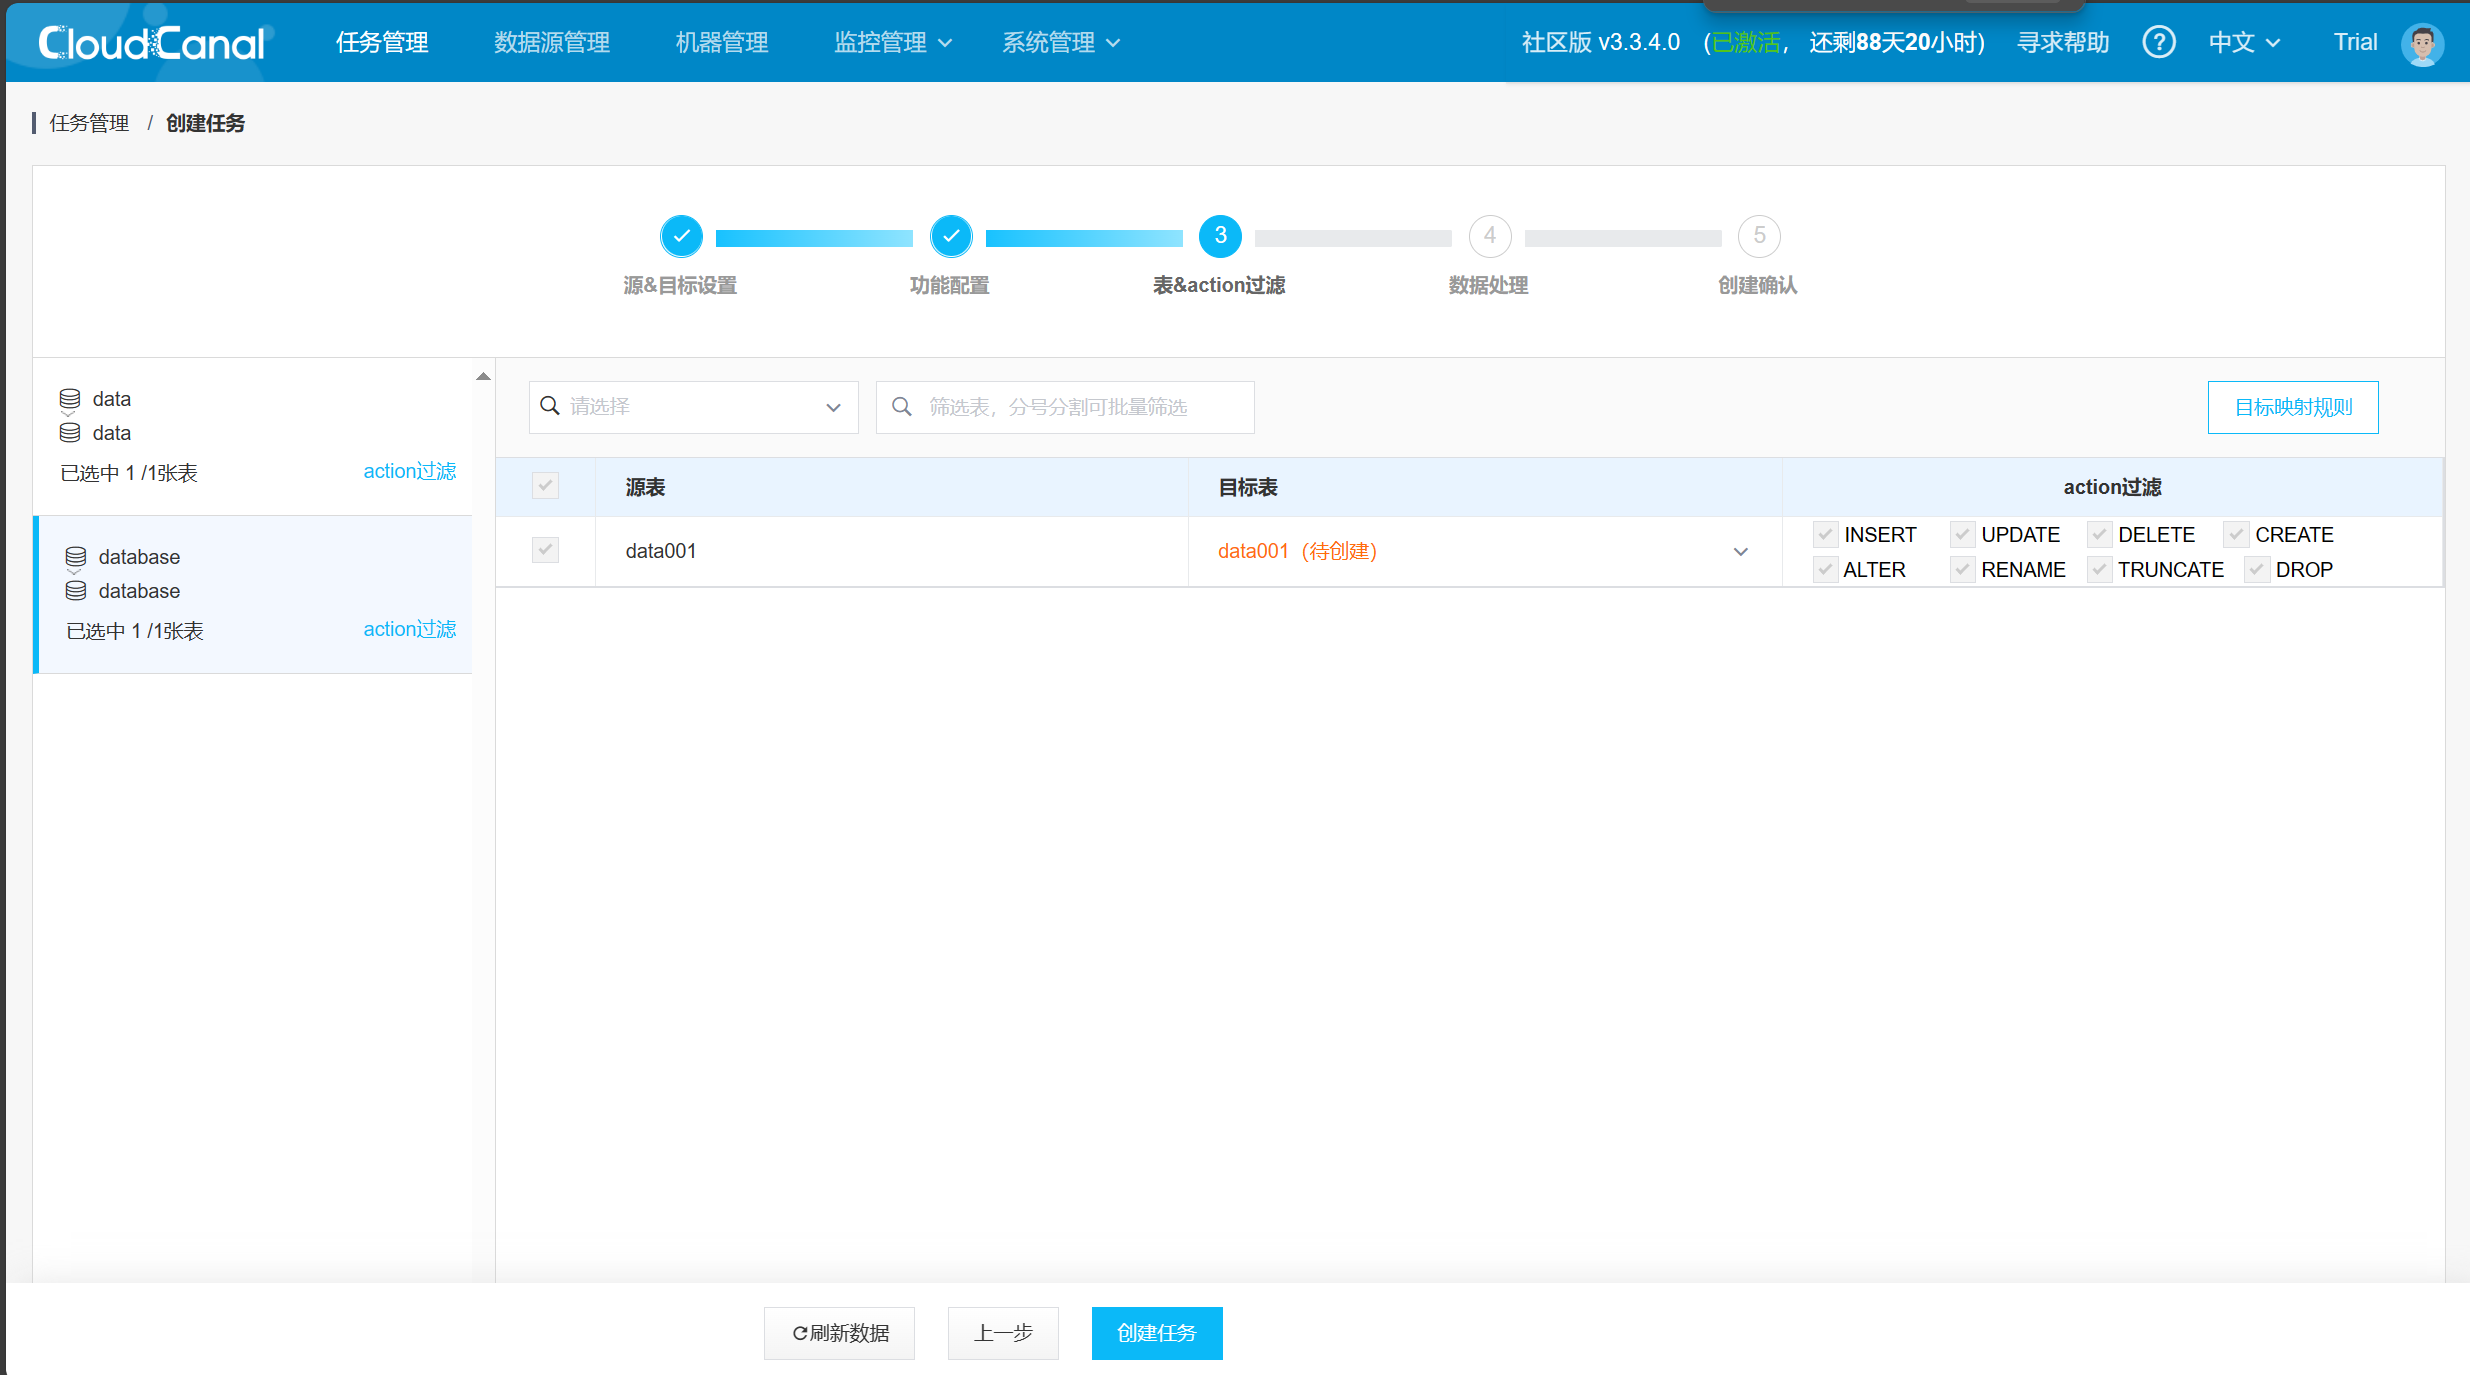 CloudCanal 任务管理 数据源管理 机器管理 监控管理 系统管理 社区版 v3.3.4.0 (已激活, 还剩88天20小时) 寻求帮助 ? 中文 Trial
任务管理 / 创建任务
3 4 5
源&目标设置 功能配置 表&action过滤 数据处理 创建确认
data
data
已选中 1 /1张表 action过滤
database
database
已选中 1 /1张表 action过滤
请选择 筛选表，分号分割可批量筛选 目标映射规则
源表 目标表 action过滤
data001 data001（待创建）
INSERT UPDATE DELETE CREATE
ALTER RENAME TRUNCATE DROP
刷新数据 上一步 创建任务